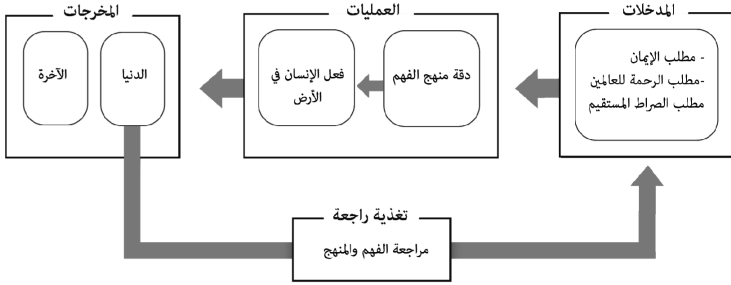 المدخلات
- مطلب الإيمان
-مطلب الرحمة للعالمين
مطلب الصراط المستقيم
العمليات
دقة منهج الفهم
فعل الإنسان في
الأرض
المخرجات
الدنيا
الآخرة
تغذية راجعة
مراجعة الفهم والمنهج